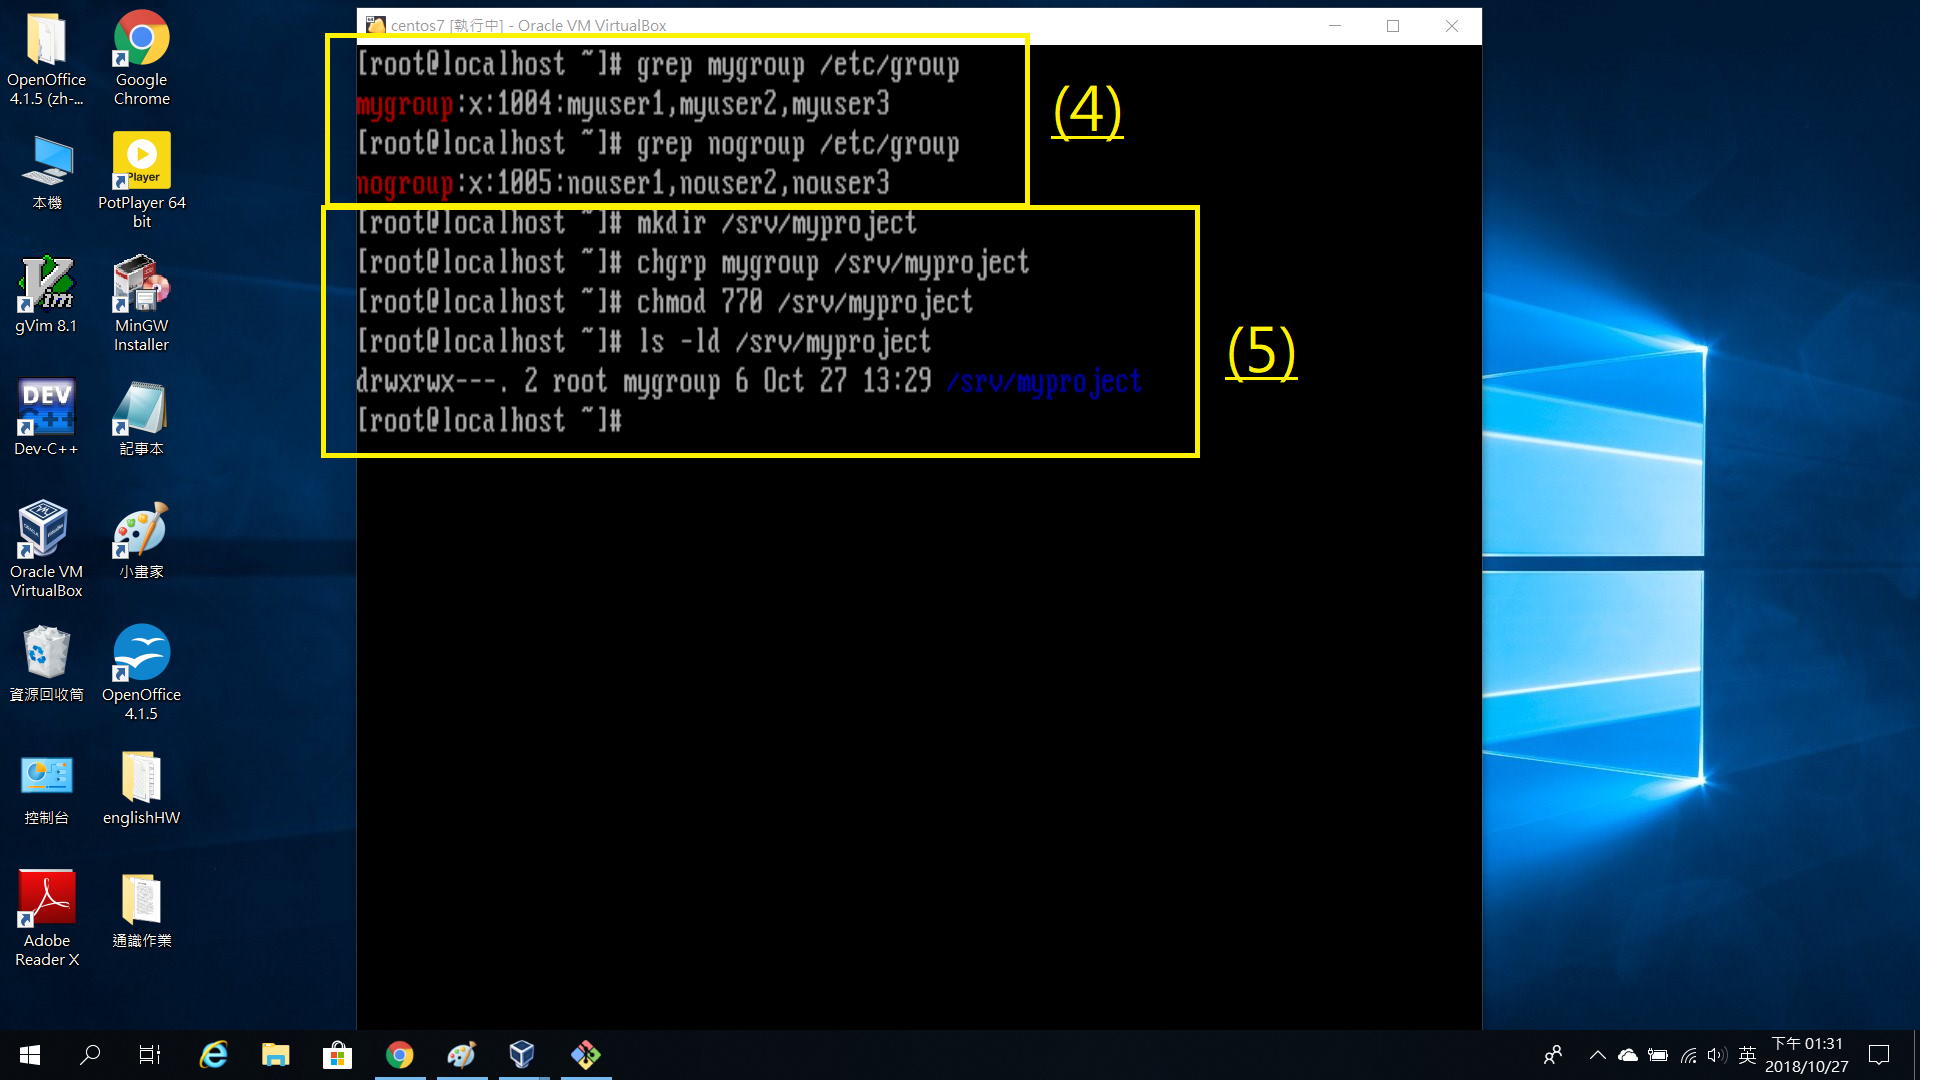 centos7 [執行中] - Oracle VM VirtualBox
[root@localhost ~]# grep mygroup /etc/group
mygroup:x:1004:myuser1,myuser2,myuser3
[root@localhost ~]# grep nogroup /etc/group
nogroup:x:1005:nouser1,nouser2,nouser3
(4)
[root@localhost ~]# mkdir /srv/myproject
[root@localhost ~]# chgrp mygroup /srv/myproject
[root@localhost ~]# chmod 770 /srv/myproject
[root@localhost ~]# ls -ld /srv/myproject
drwxrwx---. 2 root mygroup 6 Oct 27 13:29 /srv/myproject
[root@localhost ~]#
(5)
OpenOffice
4.1.5 (zh-...
Google
Chrome
本機
Player
PotPlayer 64
bit
Vim
gVim 8.1
MinGW
Installer
DEV
C++
Dev-C++
記事本
Oracle VM
VirtualBox
小畫家
資源回收筒
OpenOffice
4.1.5
控制台
englishHW
Adobe
Reader X
通識作業
英
下午 01:31
2018/10/27